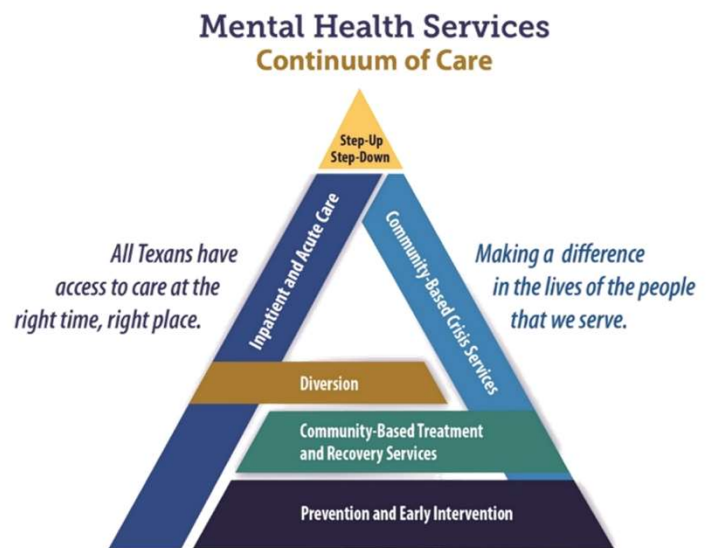 Mental Health Services
Continuum of Care
Step-Up
Step-Down
Inpatient and Acute Care
Community-Based Crisis Services
All Texans have
access to care at the
right time, right place.
Making a difference
in the lives of the people
that we serve.
Diversion
Community-Based Treatment
and Recovery Services
Prevention and Early Intervention